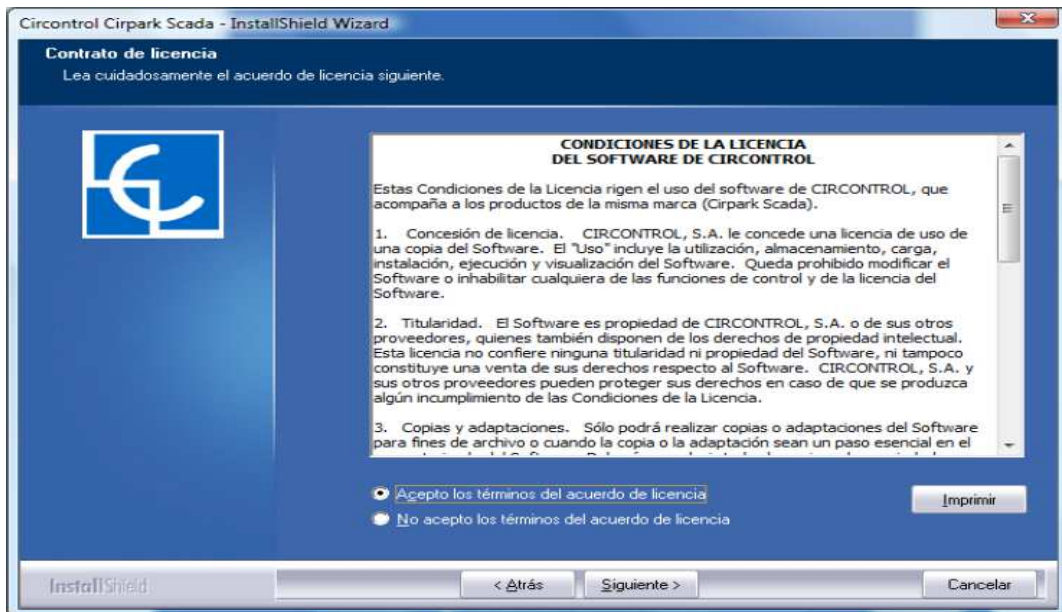 Circontrol Cirpark Scada - InstallShield Wizard
Contrato de licencia
Lea cuidadosamente el acuerdo de licencia siguiente.
CONDICIONES DE LA LICENCIA
DEL SOFTWARE DE CIRCONTROL
Estas Condiciones de la Licencia rigen el uso del software de CIRCONTROL, que
acompaña a los productos de la misma marca (Cirpark Scada).
1. Concesión de licencia. CIRCONTROL, S.A. le concede una licencia de uso de
una copia del Software. El "Uso" incluye la utilización, almacenamiento, carga,
instalación, ejecución y visualización del Software. Queda prohibido modificar el
Software o inhabilitar cualquiera de las funciones de control y de la licencia del
Software.
2. Titularidad. El Software es propiedad de CIRCONTROL, S.A. o de sus otros
proveedores, quienes también disponen de los derechos de propiedad intelectual.
Esta licencia no confiere ninguna titularidad ni propiedad del Software, ni tampoco
constituye una venta de sus derechos respecto al Software. CIRCONTROL, S.A. y
sus otros proveedores pueden proteger sus derechos en caso de que se produzca
algún incumplimiento de las Condiciones de la Licencia.
3. Copias y adaptaciones. Sólo podrá realizar copias o adaptaciones del Software
para fines de archivo o cuando la copia o la adaptación sean un paso esencial en el
Acepto los términos del acuerdo de licencia
Imprimir
No acepto los términos del acuerdo de licencia
InstallShield
< Atrás
Siguiente >
Cancelar